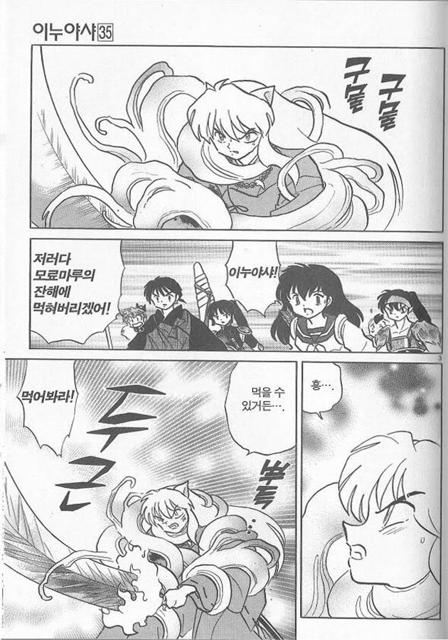 이누야샤 35
구물
구물
저러다
모료마루의
잔해에
먹혀버리겠어!
이누야샤!
흥…,
먹을 수
있거든…,
먹어봐라!
두근
뿌득